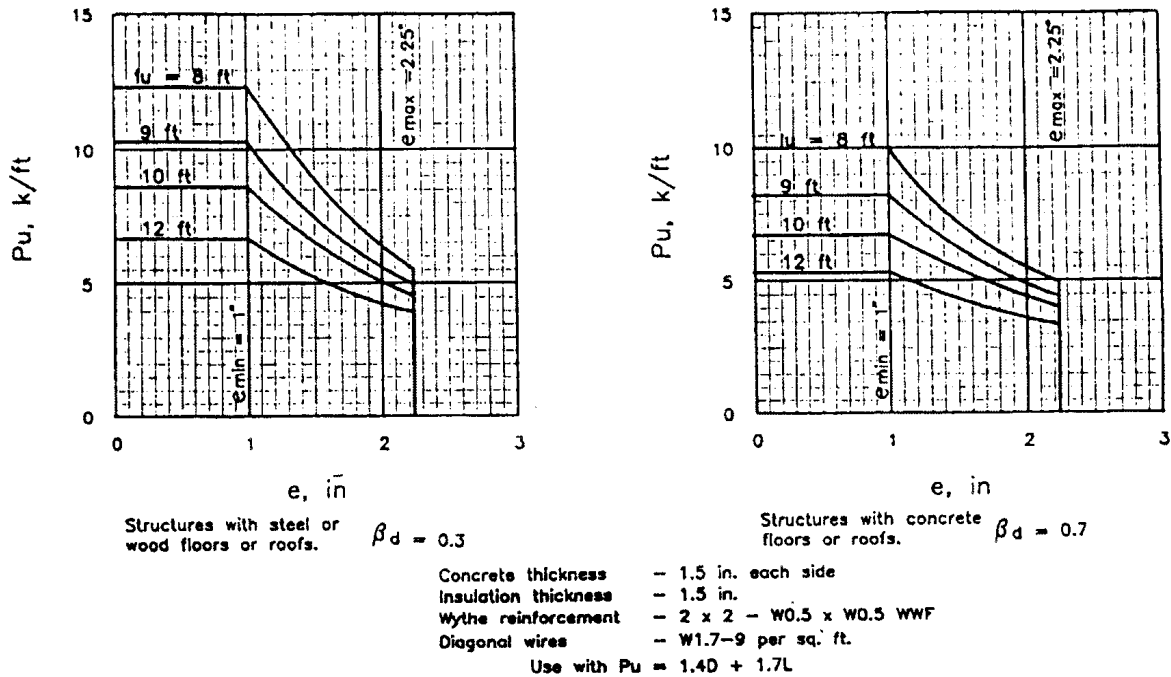 15
10
5
0
Pu, k/ft
lu = 8 ft
9 ft
10 ft
12 ft
emin = 1"
emax = 2.25"
0 1 2 3
e, in
Structures with steel or
wood floors or roofs. βd = 0.3
15
10
5
0
Pu, k/ft
lu = 8 ft
9 ft
10 ft
12 ft
emin = 1"
emax = 2.25"
0 1 2 3
e, in
Structures with concrete
floors or roofs. βd = 0.7
Concrete thickness – 1.5 in. each side
Insulation thickness – 1.5 in.
Wythe reinforcement – 2 x 2 – W0.5 x W0.5 WWF
Diagonal wires – W1.7–9 per sq. ft.
Use with Pu = 1.4D + 1.7L